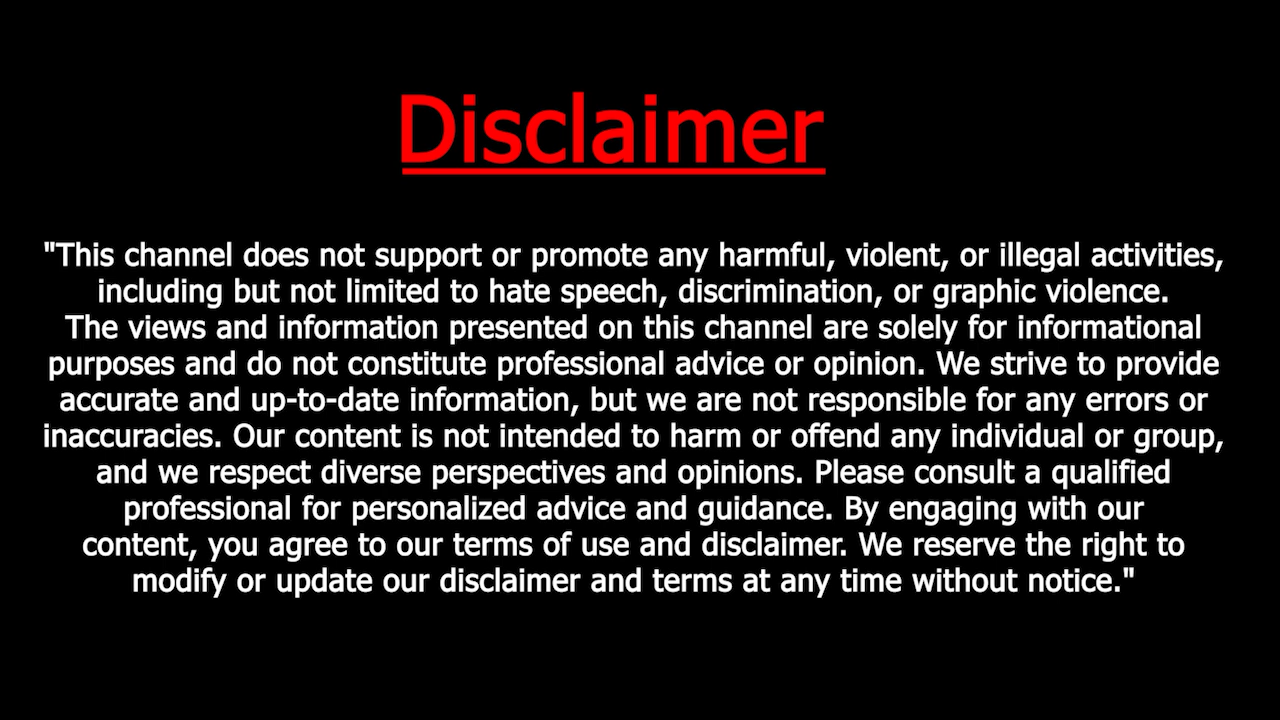 Disclaimer
"This channel does not support or promote any harmful, violent, or illegal activities,
including but not limited to hate speech, discrimination, or graphic violence.
The views and information presented on this channel are solely for informational
purposes and do not constitute professional advice or opinion. We strive to provide
accurate and up-to-date information, but we are not responsible for any errors or
inaccuracies. Our content is not intended to harm or offend any individual or group,
and we respect diverse perspectives and opinions. Please consult a qualified
professional for personalized advice and guidance. By engaging with our
content, you agree to our terms of use and disclaimer. We reserve the right to
modify or update our disclaimer and terms at any time without notice."